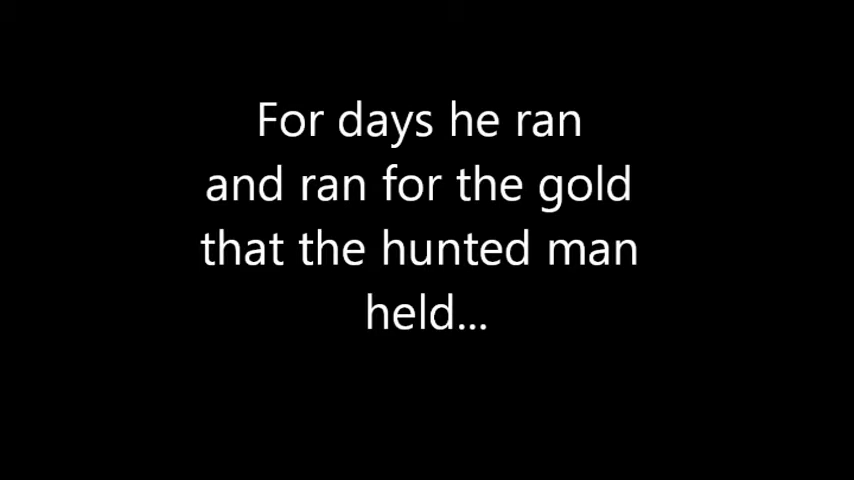 For days he ran
and ran for the gold
that the hunted man
held...